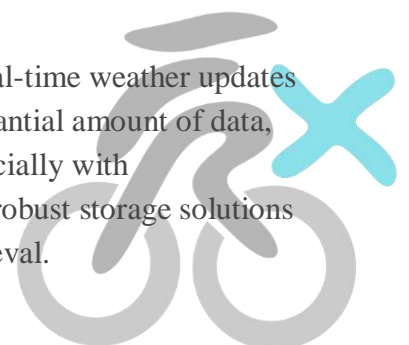 al-time weather updates
antial amount of data,
cially with
robust storage solutions
eval.